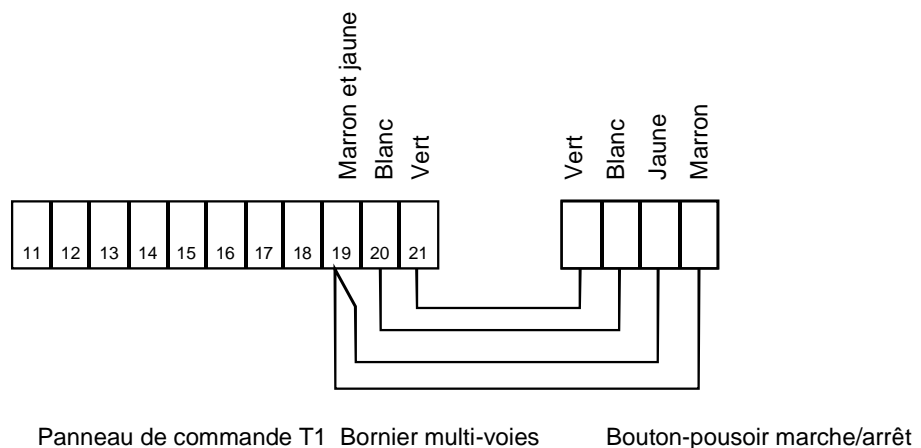 Marron et jaune
Blanc
Vert
Vert
Blanc
Jaune
Marron
11 12 13 14 15 16 17 18 19 20 21
Panneau de commande T1 Bornier multi-voies
Bouton-pousoir marche/arrêt